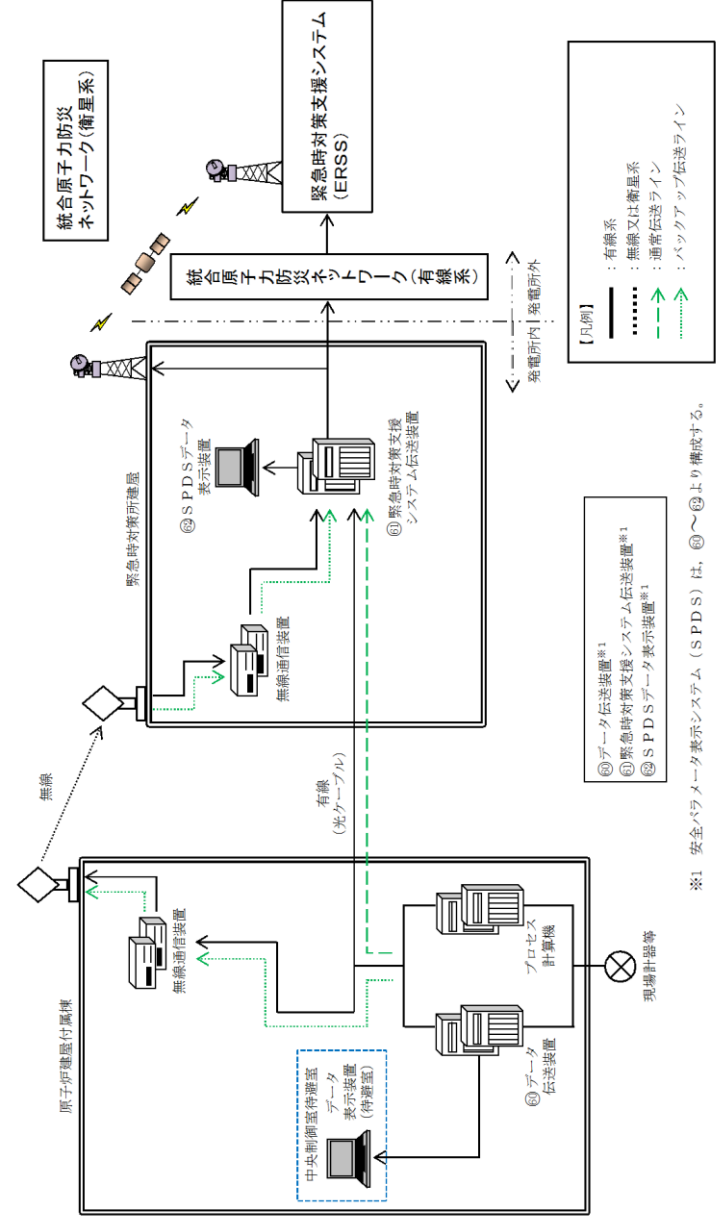 原子炉建屋付属棟
無線通信装置
中央制御室待避室
データ
表示装置
(待避室)
⑥⓪データ
伝送装置
プロセス
計算機
現場計器等
無線
有線
(光ケーブル)
緊急時対策所建屋
無線通信装置
㉒ＳＰＤＳデータ
表示装置
緊急時対策支援
システム伝送装置
発電所内
発電所外
統合原子力防災
ネットワーク(衛星系)
統合原子力防災ネットワーク(有線系)
緊急時対策支援システム
(ERSS)
【凡例】
：有線系
：無線又は衛星系
：通常伝送ライン
：バックアップ伝送ライン
データ伝送装置※1
緊急時対策支援システム伝送装置※1
ＳＰＤＳデータ表示装置※1
※1 安全パラメータ表示システム（ＳＰＤＳ）は，～より構成する。